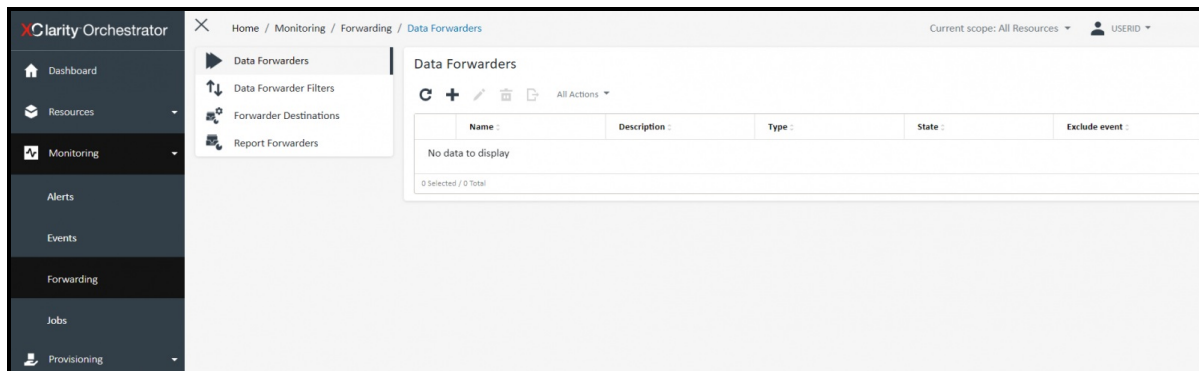 XClarity Orchestrator
Home / Monitoring / Forwarding / Data Forwarders
Current scope: All Resources
USERID
Dashboard
Resources
Monitoring
Alerts
Events
Forwarding
Jobs
Provisioning
Data Forwarders
Data Forwarder Filters
Forwarder Destinations
Report Forwarders
Data Forwarders
All Actions
Name Description Type State Exclude event
No data to display
0 Selected / 0 Total